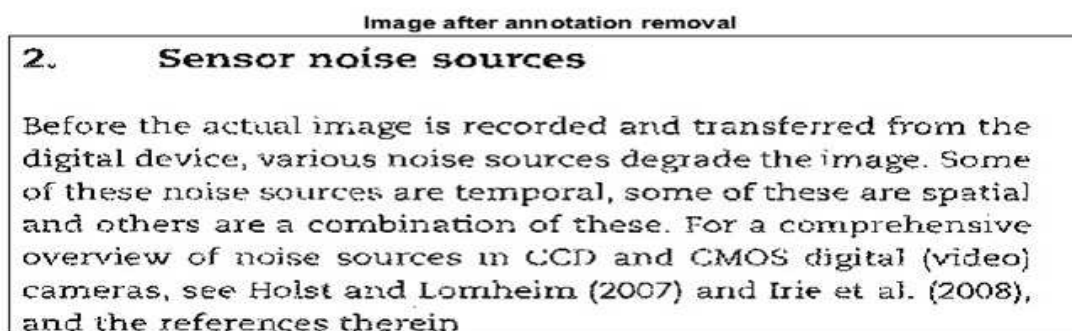 Image after annotation removal
2. Sensor noise sources
Before the actual image is recorded and transferred from the
digital device, various noise sources degrade the image. Some
of these noise sources are temporal, some of these are spatial
and others are a combination of these. For a comprehensive
overview of noise sources in CCD and CMOS digital (video)
cameras, see Holst and Lomheim (2007) and Irie et al. (2008),
and the references therein